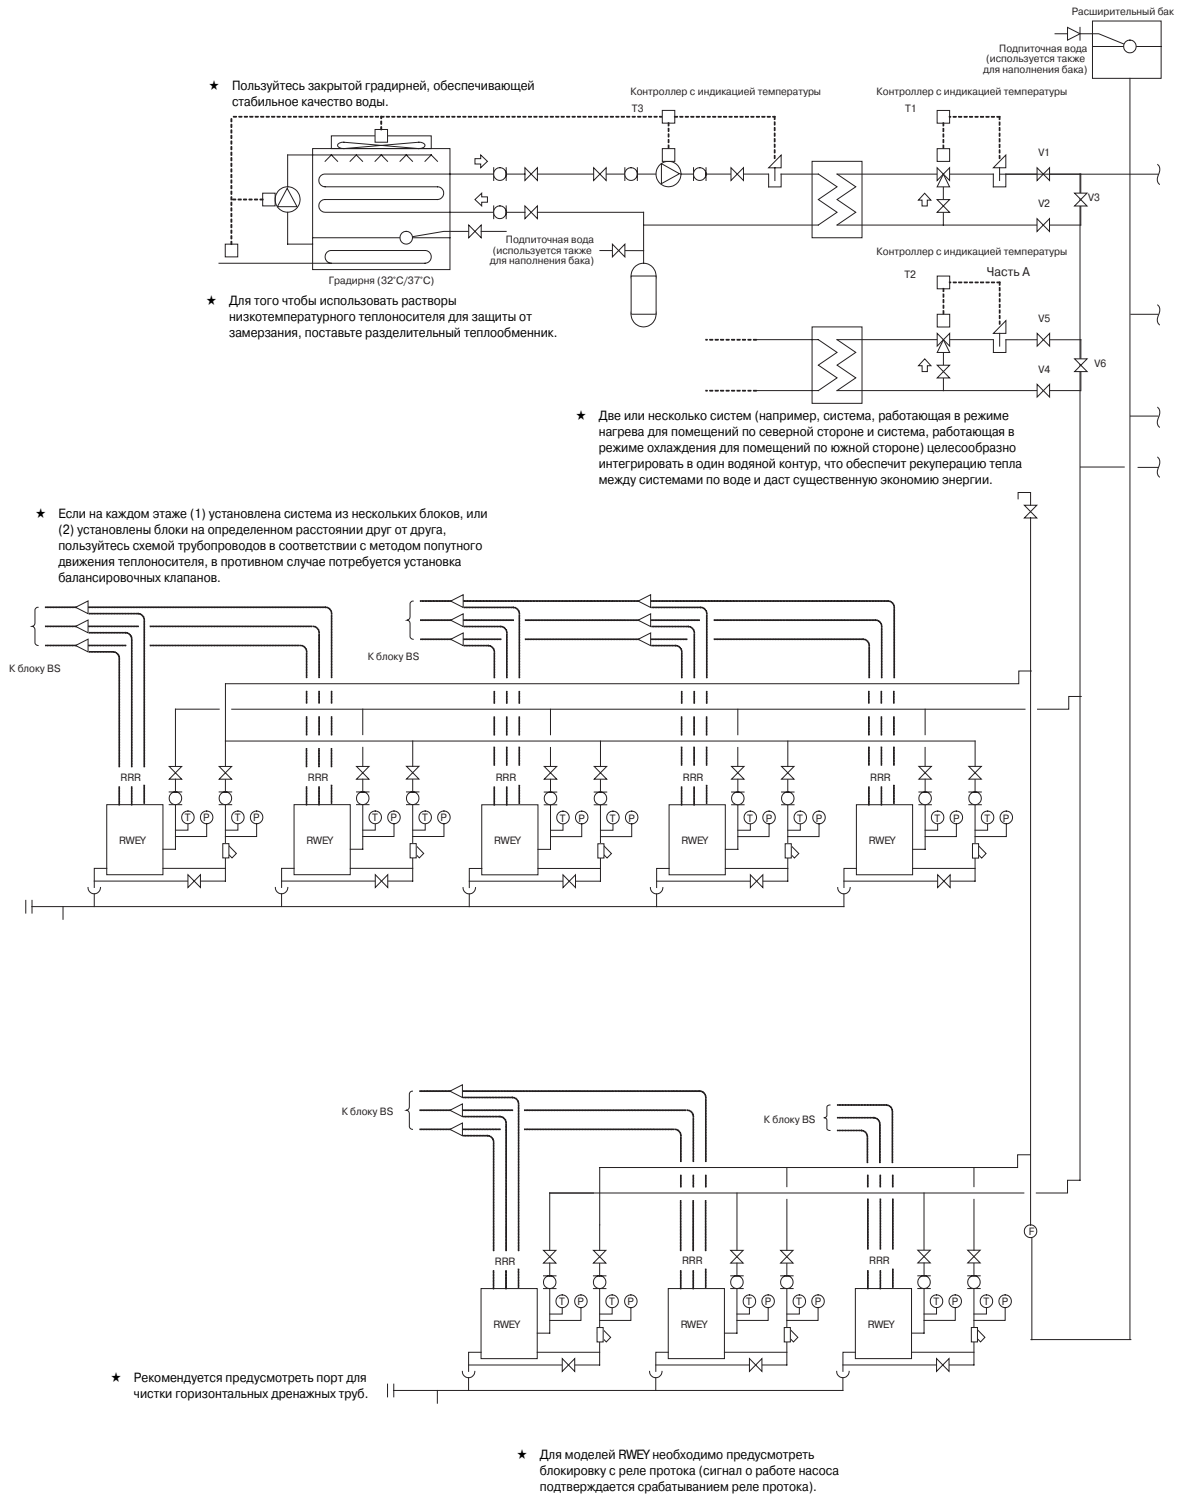 Расширительный бак
Подпиточная вода
(используется также
для наполнения бака)
★ Пользуйтесь закрытой градирней, обеспечивающей
стабильное качество воды.
Контроллер с индикацией температуры
T3
Контроллер с индикацией температуры
T1
V1
V2
V3
Подпиточная вода
(используется также
для наполнения бака)
Градирня (32°C/37°C)
Контроллер с индикацией температуры
T2
Часть A
V5
V4
V6
★ Для того чтобы использовать растворы
низкотемпературного теплоносителя для защиты от
замерзания, поставьте разделительный теплообменник.
★ Две или несколько систем (например, система, работающая в режиме
нагрева для помещений по северной стороне и система, работающая в
режиме охлаждения для помещений по южной стороне) целесообразно
интегрировать в один водяной контур, что обеспечит рекуперацию тепла
между системами по воде и даст существенную экономию энергии.
★ Если на каждом этаже (1) установлена система из нескольких блоков, или
(2) установлены блоки на определенном расстоянии друг от друга,
пользуйтесь схемой трубопроводов в соответствии с методом попутного
движения теплоносителя, в противном случае потребуется установка
балансировочных клапанов.
К блоку BS
К блоку BS
RRR RRR RRR RRR RRR
T P T P T P T P T P T P T P T P T P T P
RWEY RWEY RWEY RWEY RWEY
К блоку BS
К блоку BS
F
RRR RRR RRR
T P T P T P T P T P T P
RWEY RWEY RWEY
★ Рекомендуется предусмотреть порт для
чистки горизонтальных дренажных труб.
★ Для моделей RWEY необходимо предусмотреть
блокировку с реле протока (сигнал о работе насоса
подтверждается срабатыванием реле протока).